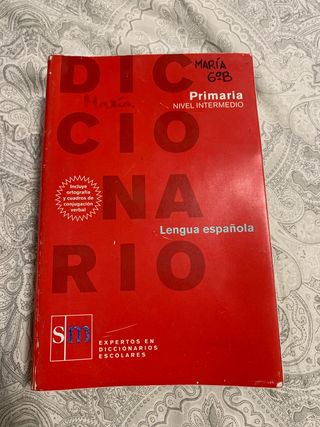 DIC
MARÍA
6ºB
Primaria
NIVEL INTERMEDIO
María
CIO
Incluye
ortografía
y cuadros de
conjugación
verbal
NA
Lengua española
RIO
sm
EXPERTOS EN
DICCIONARIOS
ESCOLARES